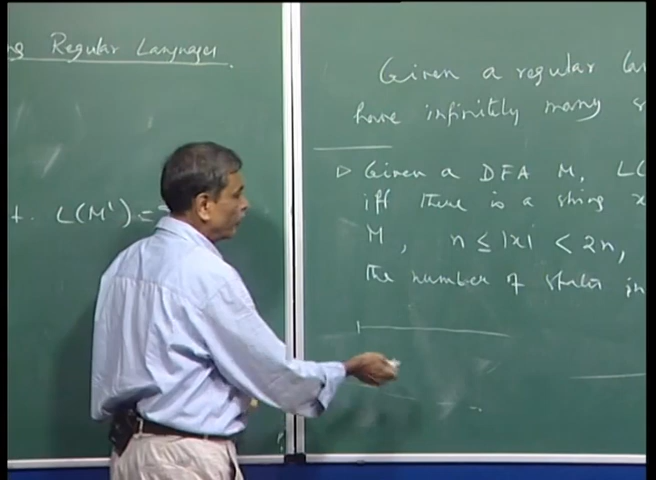 Regular Languages
L(M') =
Given a regular
have infinitely many
▷ Given a DFA M,
iff there is a string
M, n ≤ |x| < 2n,
the number of states in